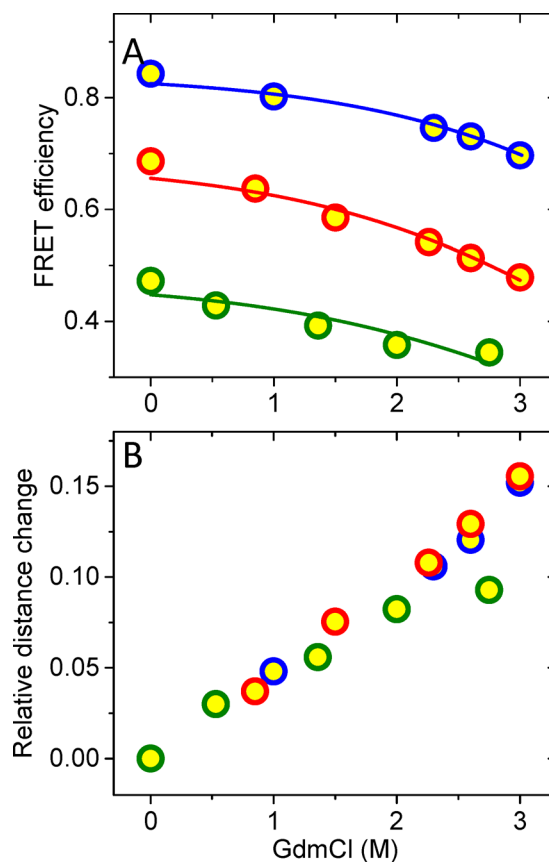 A
FRET efficiency
0.8
0.6
0.4
0 1 2 3
B
Relative distance change
0.15
0.10
0.05
0.00
0 1 2 3
GdmCl (M)